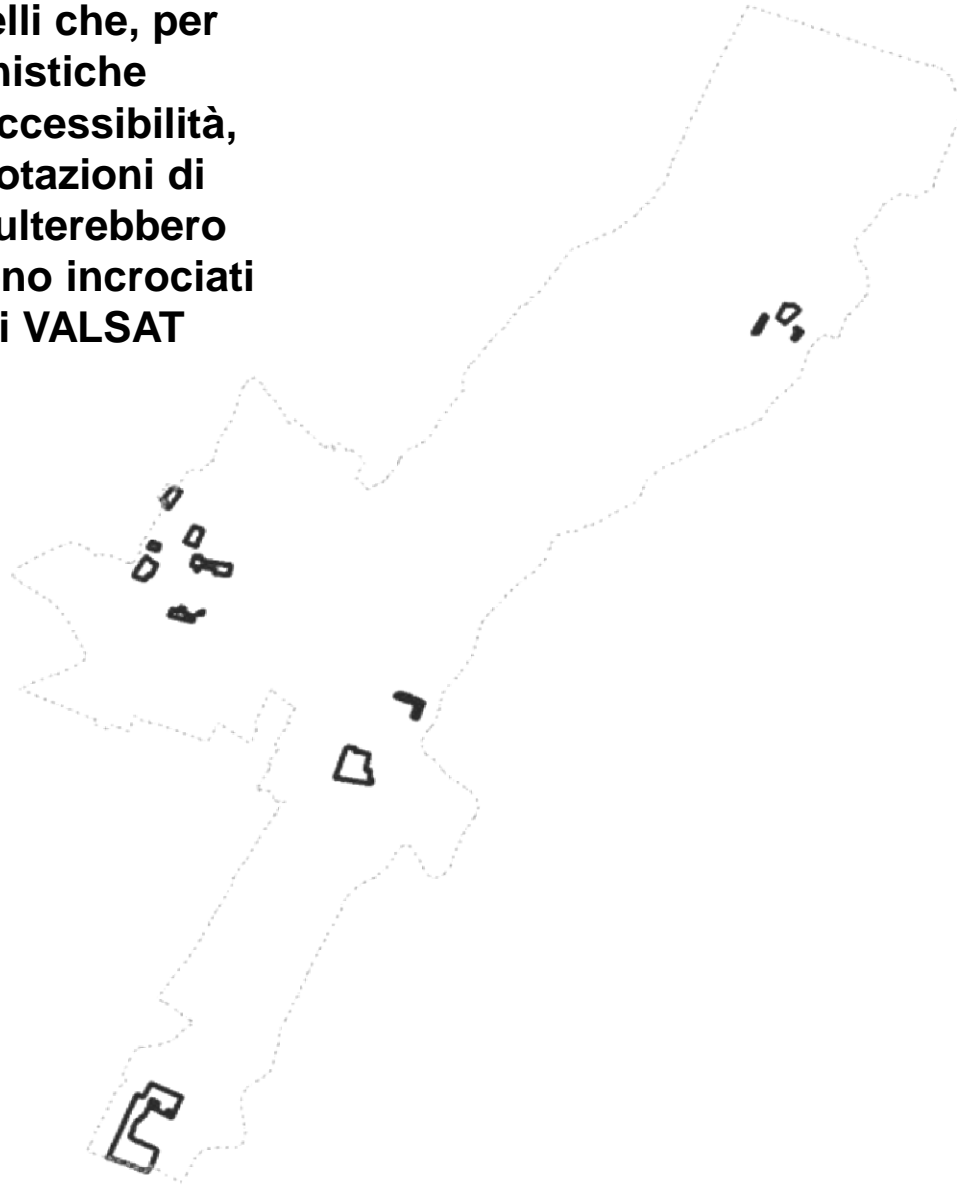 elli che, per
nistiche
ccessibilità,
otazioni di
ulterebbero
no incrociati
i VALSAT